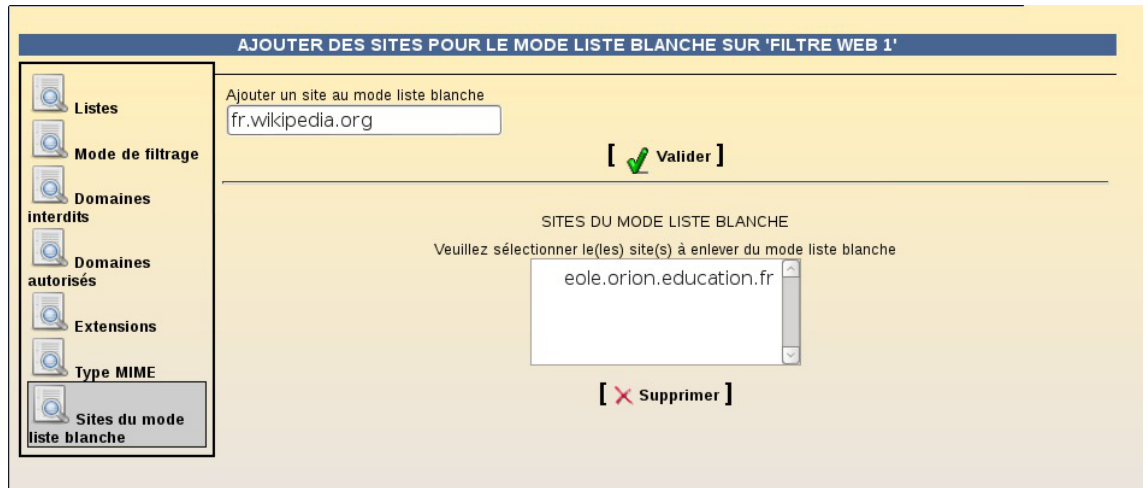 AJOUTER DES SITES POUR LE MODE LISTE BLANCHE SUR 'FILTRE WEB 1'
Listes
Mode de filtrage
Domaines
interdits
Domaines
autorisés
Extensions
Type MIME
Sites du mode
liste blanche
Ajouter un site au mode liste blanche
fr.wikipedia.org
[ Valider ]
SITES DU MODE LISTE BLANCHE
Veuillez sélectionner le(les) site(s) à enlever du mode liste blanche
eole.orion.education.fr
[ Supprimer ]